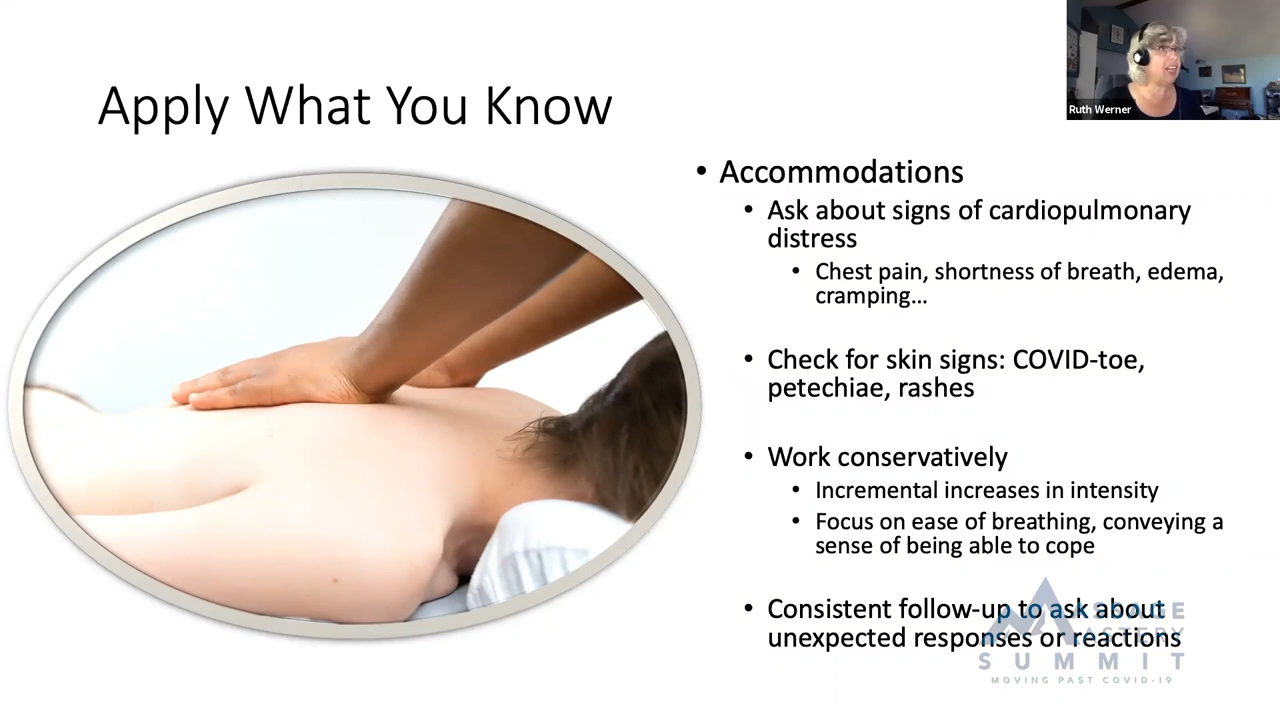 Ruth Werner
Apply What You Know
• Accommodations
• Ask about signs of cardiopulmonary
distress
• Chest pain, shortness of breath, edema,
cramping...
• Check for skin signs: COVID-toe,
petechiae, rashes
• Work conservatively
• Incremental increases in intensity
• Focus on ease of breathing, conveying a
sense of being able to cope
• Consistent follow-up to ask about
unexpected responses or reactions
MASSAGE
MASTERY
SUMMIT
MOVING PAST COVID-19